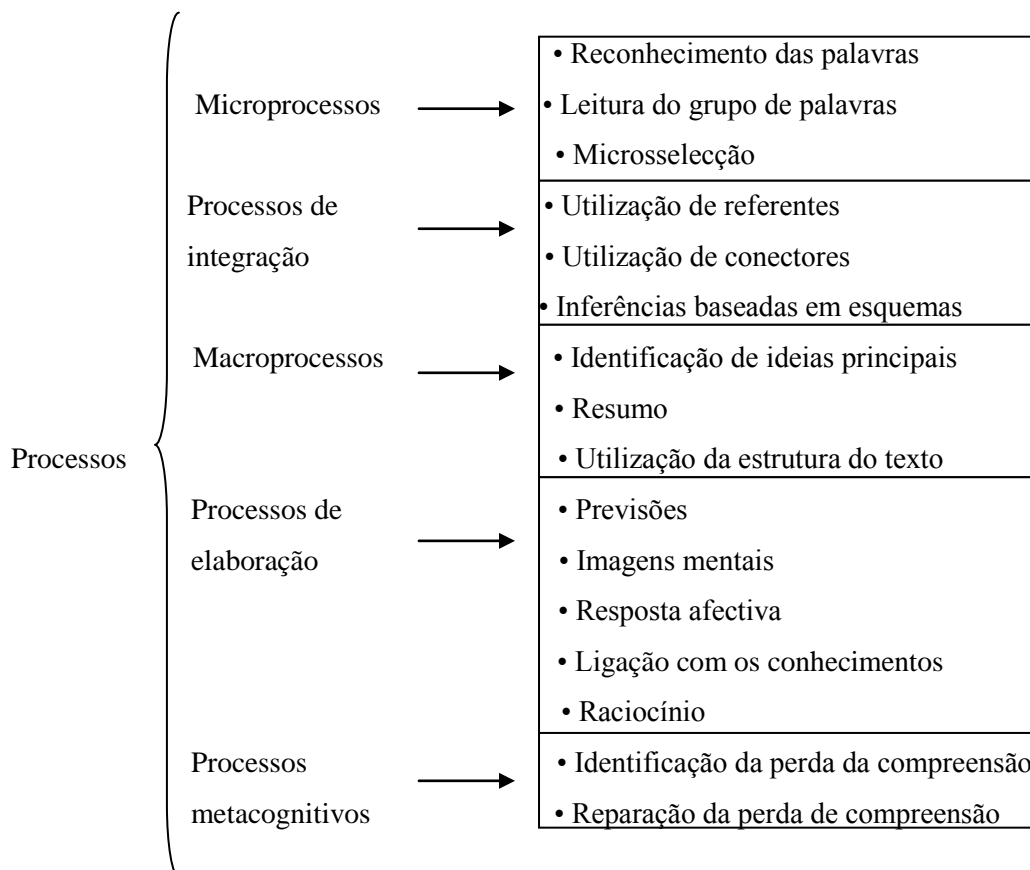 • Reconhecimento das palavras
Microprocessos
• Leitura do grupo de palavras
• Microsselecção
Processos de
integração
• Utilização de referentes
• Utilização de conectores
• Inferências baseadas em esquemas
Macroprocessos
• Identificação de ideias principais
• Resumo
• Utilização da estrutura do texto
Processos
Processos de
elaboração
• Previsões
• Imagens mentais
• Resposta afectiva
• Ligação com os conhecimentos
• Raciocínio
Processos
metacognitivos
• Identificação da perda da compreensão
• Reparação da perda de compreensão